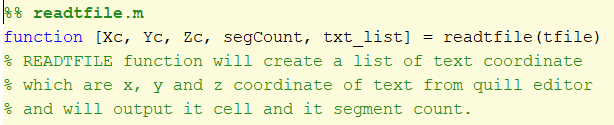 %% readtfile.m
function [Xc, Yc, Zc, segCount, txt_list] = readtfile(tfile)
% READTFILE function will create a list of text coordinate
% which are x, y and z coordinate of text from quill editor
% and will output it cell and it segment count.